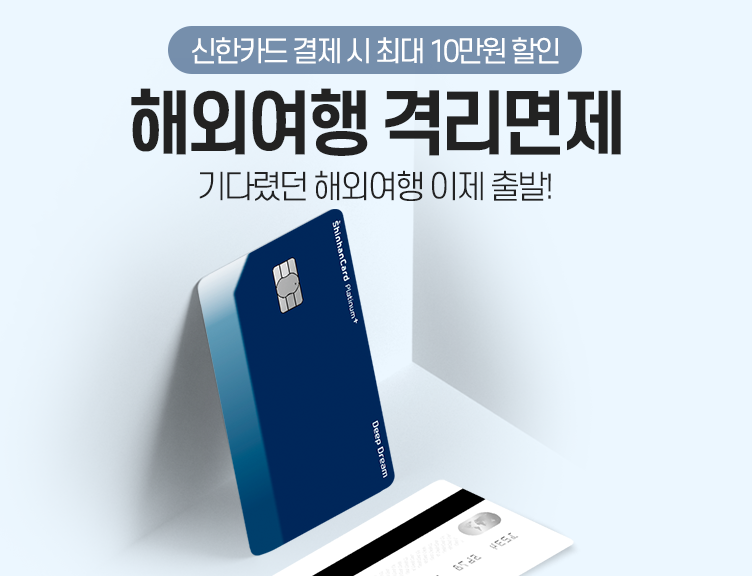 신한카드 결제 시 최대 10만원 할인
해외여행 격리면제
기다렸던 해외여행 이제 출발!
ShinhanCard Platinum+
Deep Dream